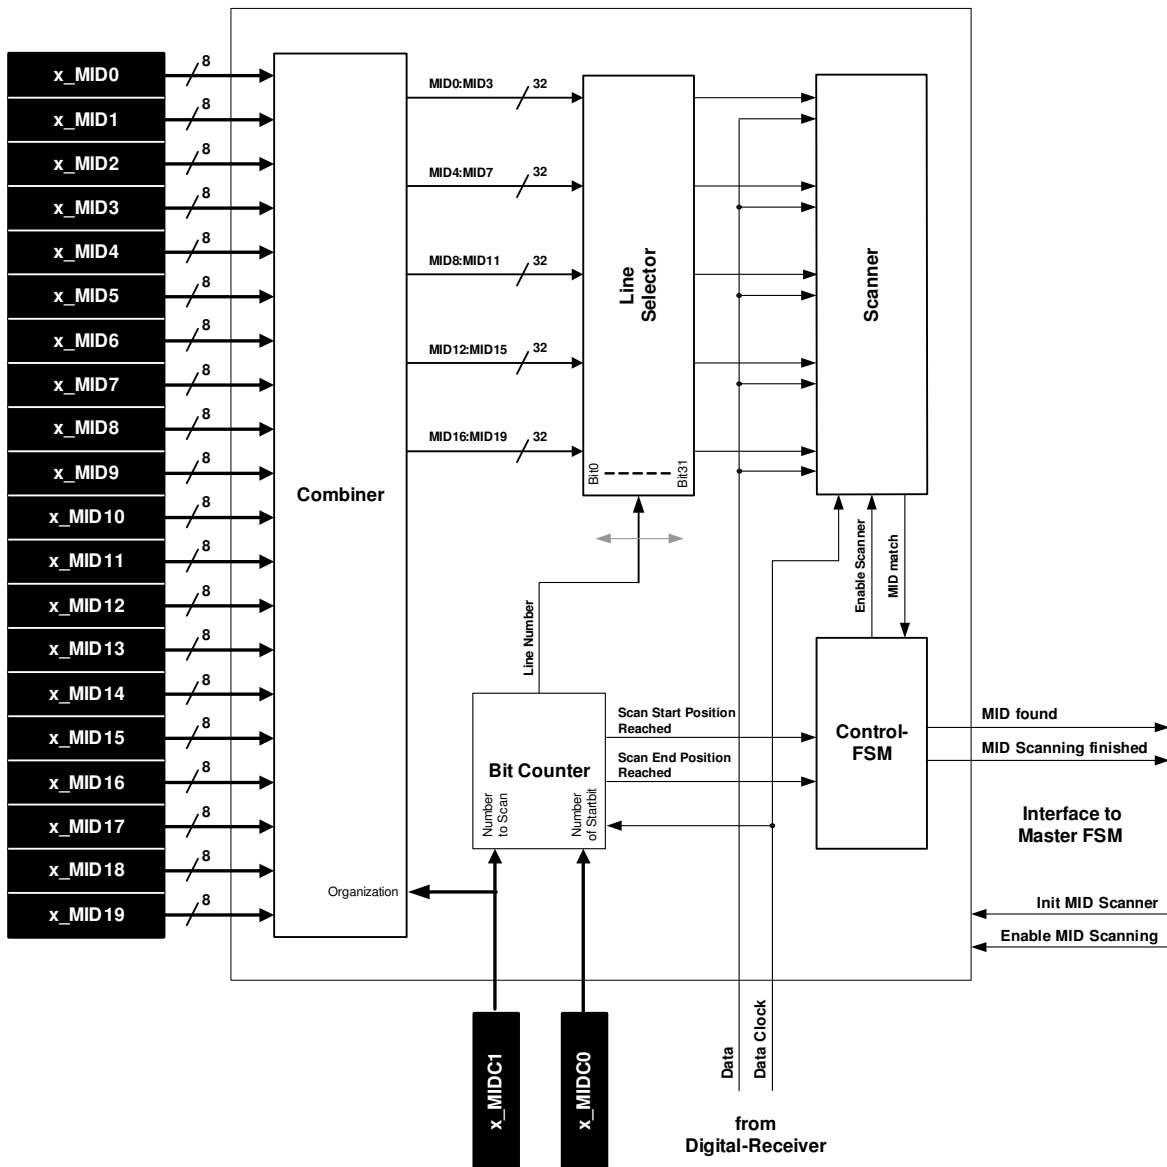 x_MID0
8
x_MID1
8
x_MID2
8
x_MID3
8
x_MID4
8
x_MID5
8
x_MID6
8
x_MID7
8
x_MID8
8
x_MID9
8
x_MID10
8
x_MID11
8
x_MID12
8
x_MID13
8
x_MID14
8
x_MID15
8
x_MID16
8
x_MID17
8
x_MID18
8
x_MID19
8
Combiner
Organization
MID0:MID3
32
MID4:MID7
32
MID8:MID11
32
MID12:MID15
32
MID16:MID19
32
Line
Selector
Bit0
Bit31
Scanner
Line Number
Enable Scanner
MID match
Bit Counter
Number
to Scan
Number
of Startbit
Scan Start Position
Reached
Scan End Position
Reached
Control-
FSM
MID found
MID Scanning finished
Interface to
Master FSM
Init MID Scanner
Enable MID Scanning
x_MIDC1
x_MIDC0
Data
Data Clock
from
Digital-Receiver